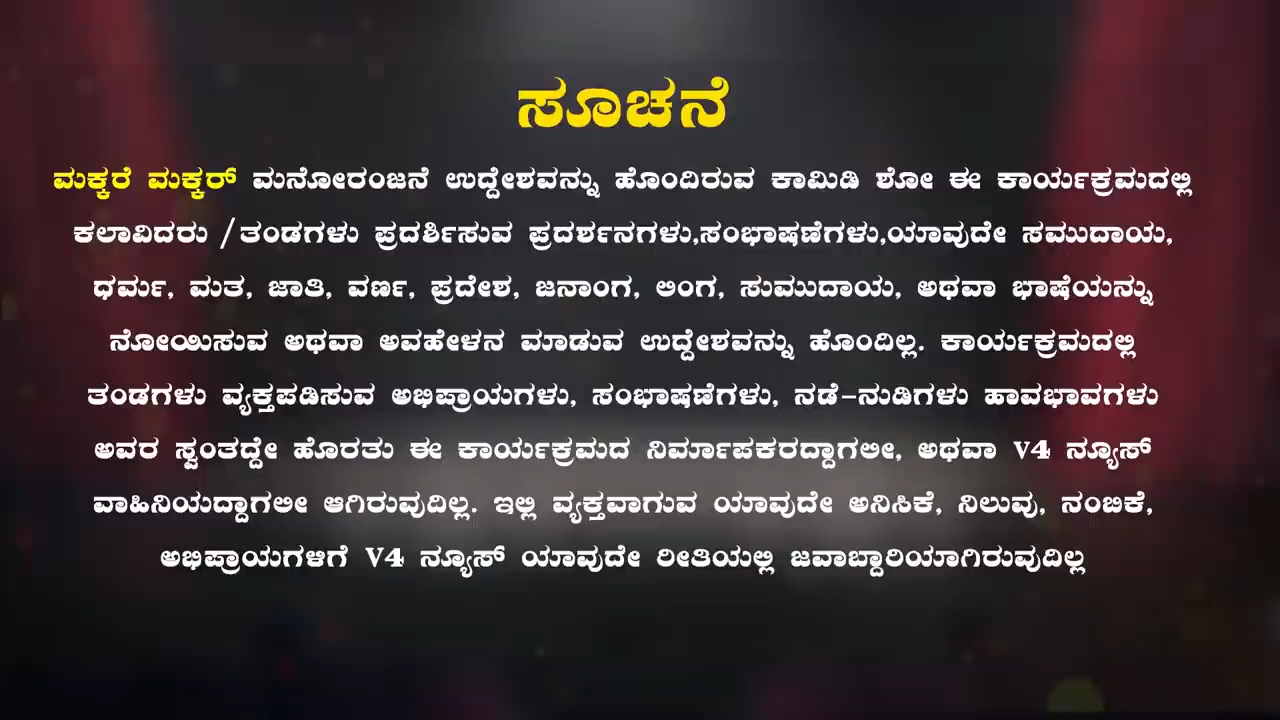 ಸೂಚನೆ
ಮಕ್ಕರೆ ಮಕ್ಕರ್ ಮನೋರಂಜನೆ ಉದ್ದೇಶವನ್ನು ಹೊಂದಿರುವ ಕಾಮಿಡಿ ಶೋ ಈ ಕಾರ್ಯಕ್ರಮದಲ್ಲಿ
ಕಲಾವಿದರು /ತಂಡಗಳು ಪ್ರದರ್ಶಿಸುವ ಪ್ರದರ್ಶನಗಳು,ಸಂಭಾಷಣೆಗಳು,ಯಾವುದೇ ಸಮುದಾಯ,
ಧರ್ಮ, ಮತ, ಜಾತಿ, ವರ್ಣ, ಪ್ರದೇಶ, ಜನಾಂಗ, ಲಿಂಗ, ಸುಮುದಾಯ, ಅಥವಾ ಭಾಷೆಯನ್ನು
ನೋಯಿಸುವ ಅಥವಾ ಅವಹೇಳನ ಮಾಡುವ ಉದ್ದೇಶವನ್ನು ಹೊಂದಿಲ್ಲ. ಕಾರ್ಯಕ್ರಮದಲ್ಲಿ
ತಂಡಗಳು ವ್ಯಕ್ತಪಡಿಸುವ ಅಭಿಪ್ರಾಯಗಳು, ಸಂಭಾಷಣೆಗಳು, ನಡೆ-ನುಡಿಗಳು ಹಾವಭಾವಗಳು
ಅವರ ಸ್ವಂತದ್ದೇ ಹೊರತು ಈ ಕಾರ್ಯಕ್ರಮದ ನಿರ್ಮಾಪಕರದ್ದಾಗಲೀ, ಅಥವಾ V4 ನ್ಯೂಸ್
ವಾಹಿನಿಯದ್ದಾಗಲೀ ಆಗಿರುವುದಿಲ್ಲ. ಇಲ್ಲಿ ವ್ಯಕ್ತವಾಗುವ ಯಾವುದೇ ಅನಿಸಿಕೆ, ನಿಲುವು, ನಂಬಿಕೆ,
ಅಭಿಪ್ರಾಯಗಳಿಗೆ V4 ನ್ಯೂಸ್ ಯಾವುದೇ ರೀತಿಯಲ್ಲಿ ಜವಾಬ್ದಾರಿಯಾಗಿರುವುದಿಲ್ಲ